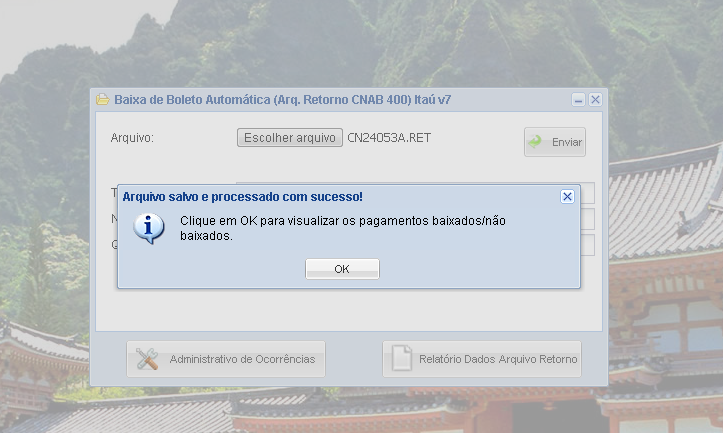 Baixa de Boleto Automática (Arq. Retorno CNAB 400) Itaú v7
Arquivo:
Escolher arquivo CN24053A.RET
Enviar
Arquivo salvo e processado com sucesso!
Clique em OK para visualizar os pagamentos baixados/não
baixados.
OK
Administrativo de Ocorrências
Relatório Dados Arquivo Retorno